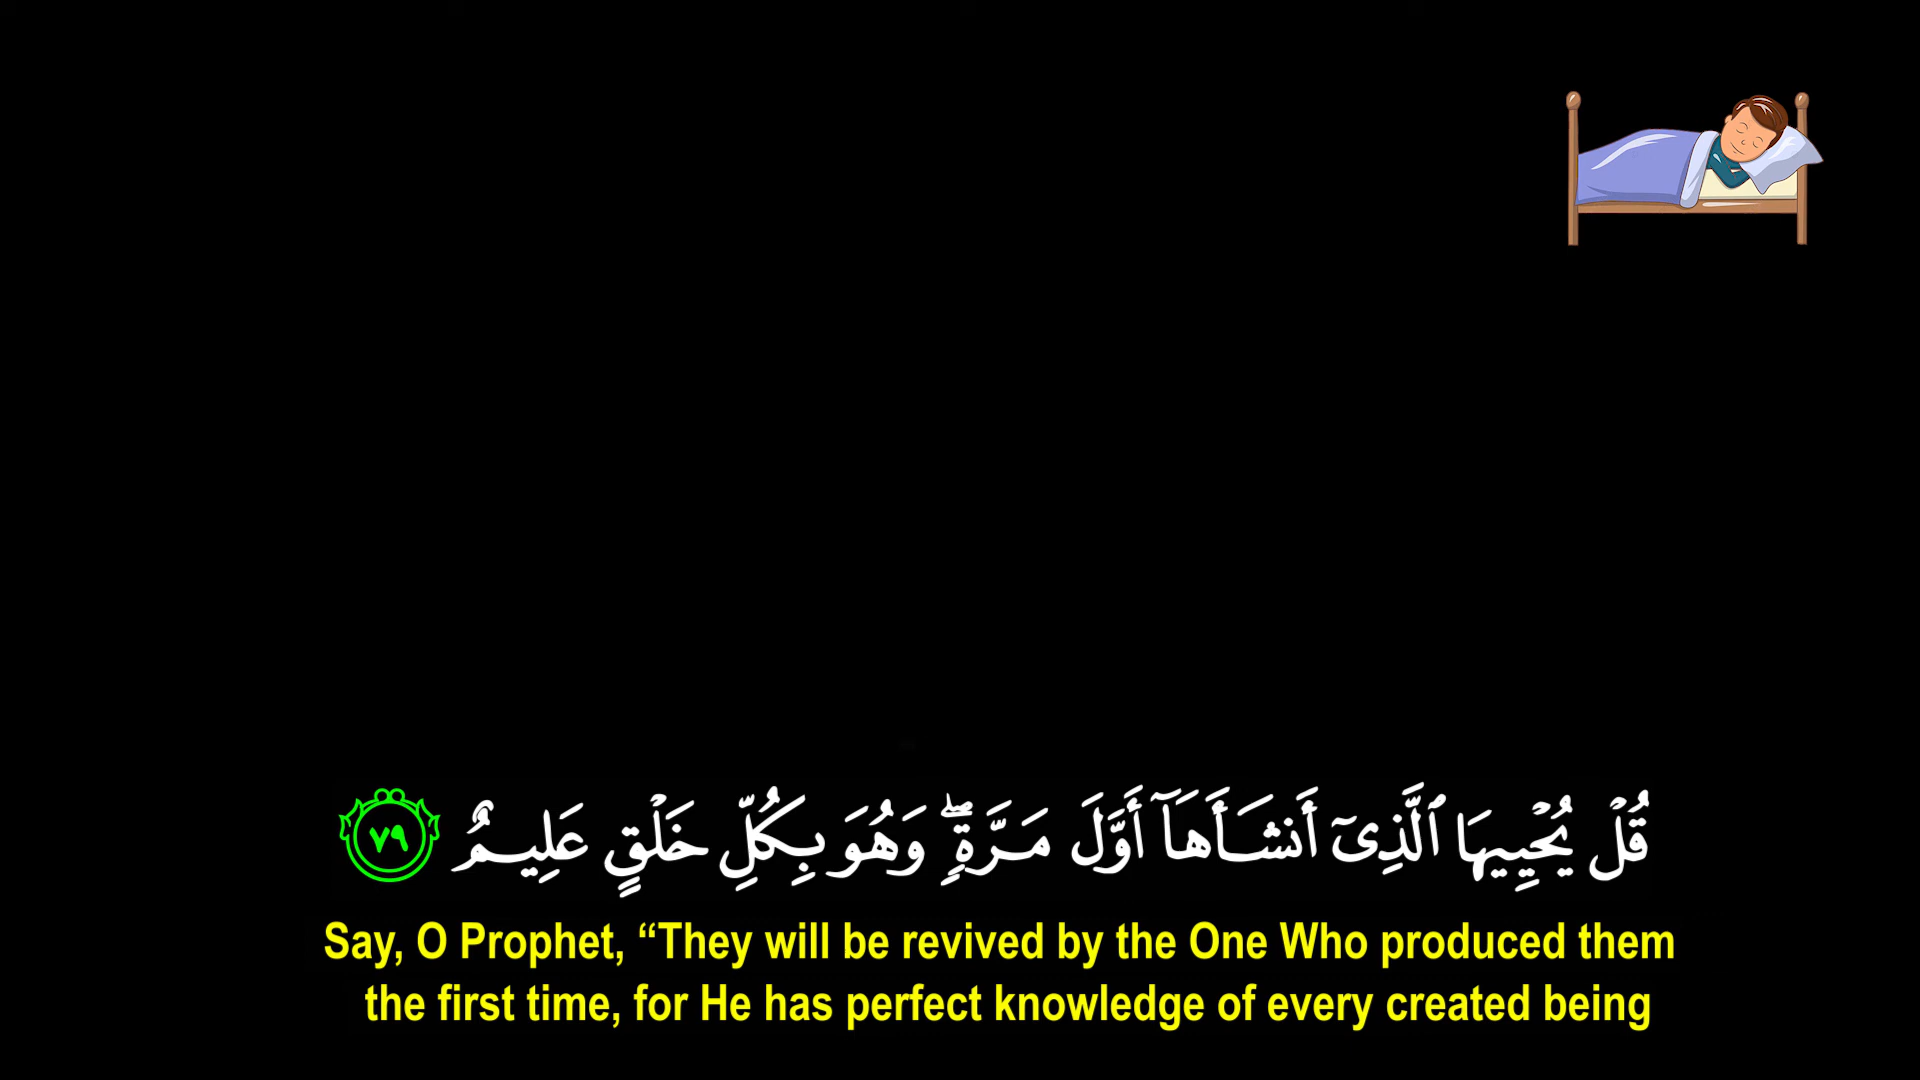 قُلْ يُحْيِيهَا ٱلَّذِىٓ أَنشَأَهَآ أَوَّلَ مَرَّةٍۢ ۖ وَهُوَ بِكُلِّ خَلْقٍ عَلِيمٌ ٧٩
Say, O Prophet, “They will be revived by the One Who produced them
the first time, for He has perfect knowledge of every created being